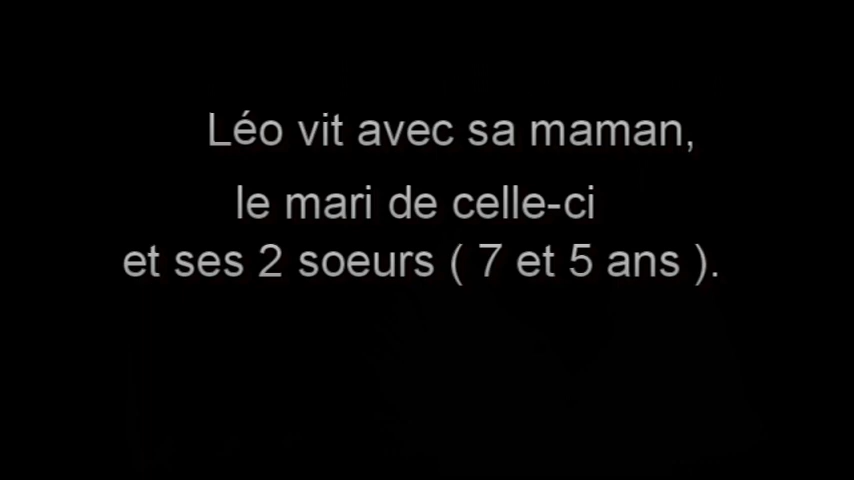 Léo vit avec sa maman,
le mari de celle-ci
et ses 2 soeurs ( 7 et 5 ans ).